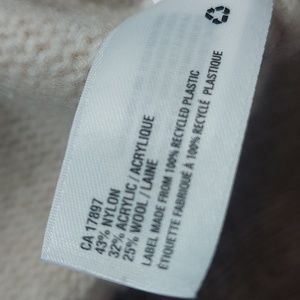 CA 17897
43% NYLON
32% ACRYLIC / ACRYLIQUE
25% WOOL / LAINE
LABEL MADE FROM 100% RECYCLED PLASTIC
ÉTIQUETTE FABRIQUÉ À 100% RECYCLÉ PLASTIQUE